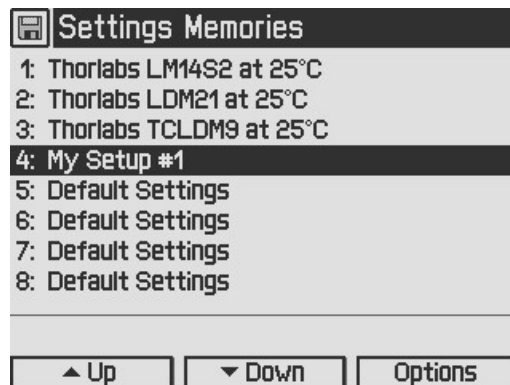 Settings Memories
1: Thorlabs LM14S2 at 25°C
2: Thorlabs LDM21 at 25°C
3: Thorlabs TCLDM9 at 25°C
4: My Setup #1
5: Default Settings
6: Default Settings
7: Default Settings
8: Default Settings
▲ Up ▼ Down Options